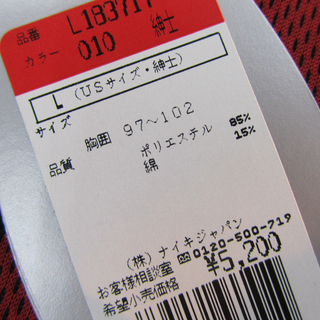 品番 L183717
カラー 010 紳士
L (USサイズ・紳士)
サイズ 胸囲 97~102
品質 ポリエステル 85%
綿 15%
(株)ナイキジャパン
お客様相談室 ☎0120-500-719
希望小売価格 ¥5,200